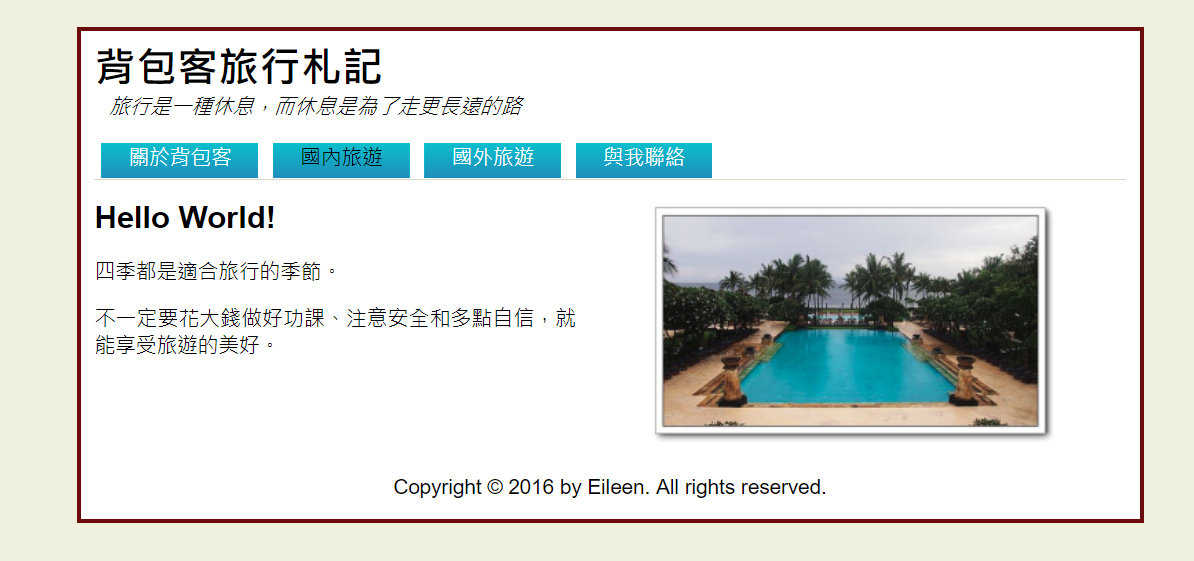 背包客旅行札記
旅行是一種休息，而休息是為了走更長遠的路
關於背包客 國內旅遊 國外旅遊 與我聯絡
Hello World!
四季都是適合旅行的季節。
不一定要花大錢做好功課、注意安全和多點自信，就
能享受旅遊的美好。
Copyright © 2016 by Eileen. All rights reserved.